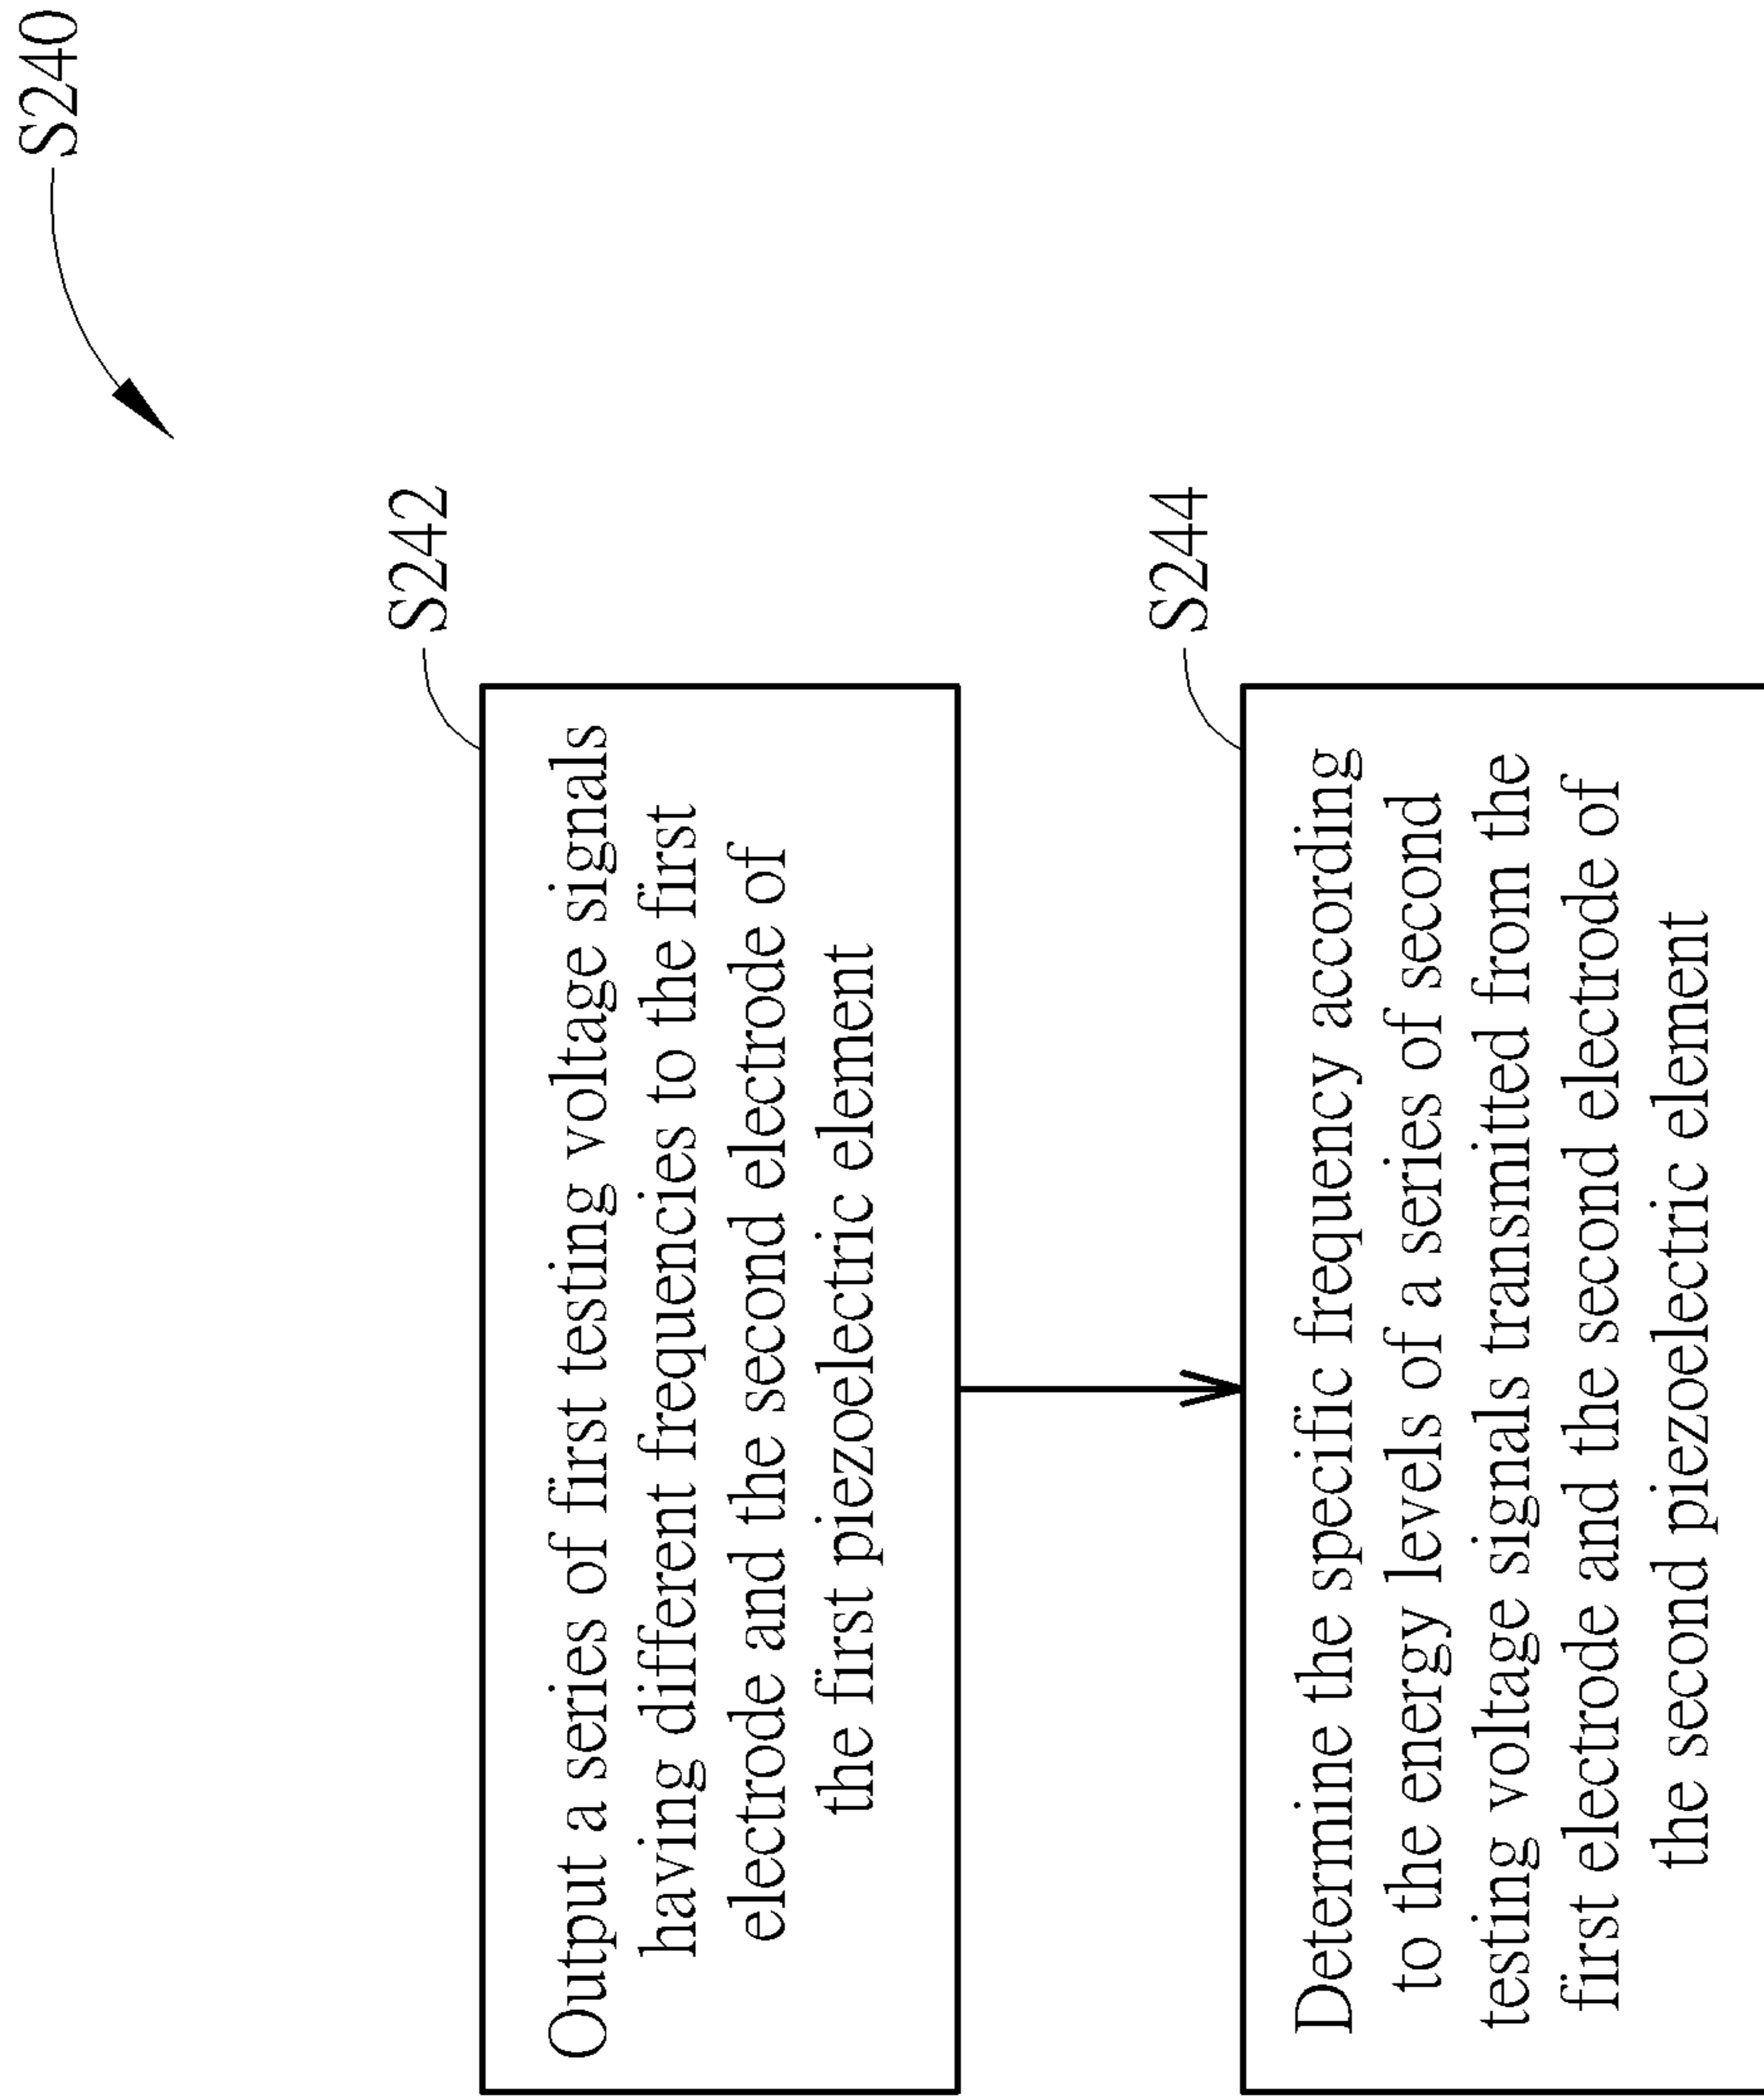 S240
S242
Output a series of first testing voltage signals
having different frequencies to the first
electrode and the second electrode of
the first piezoelectric element
S244
Determine the specific frequency according
to the energy levels of a series of second
testing voltage signals transmitted from the
first electrode and the second electrode of
the second piezoelectric element